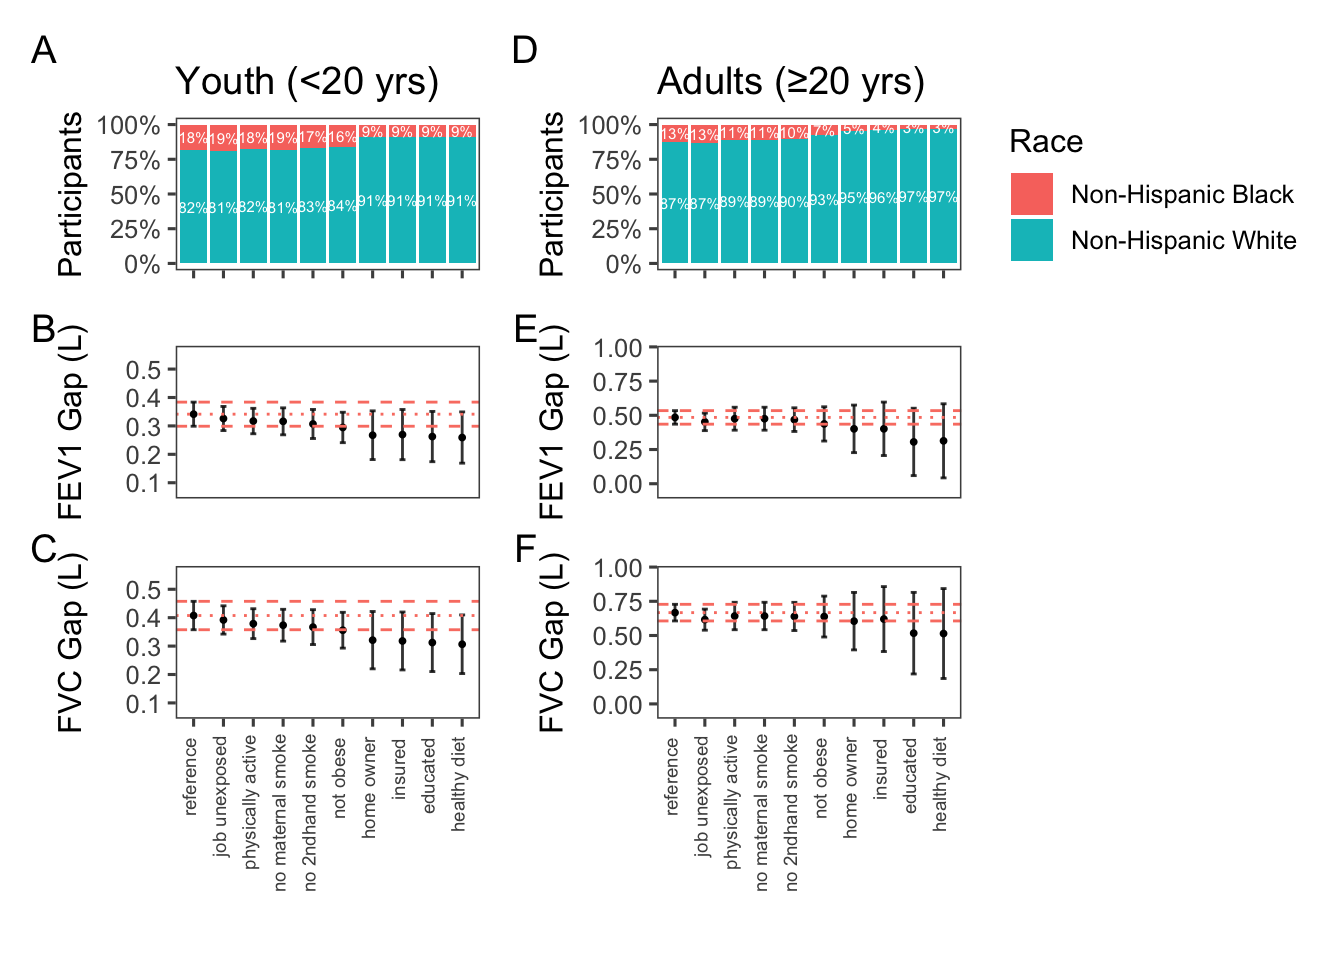 A
Youth (<20 yrs)
Participants
100%
75%
50%
25%
0%
18% 19% 18% 19% 17% 16% 9% 9% 9% 9%
82% 81% 82% 81% 83% 84% 91% 91% 91% 91%
D
Adults (≥20 yrs)
Participants
100%
75%
50%
25%
0%
13% 13% 11% 11% 10% 7% 5% 4% 3% 3%
87% 87% 89% 89% 90% 93% 95% 96% 97% 97%
Race
Non-Hispanic Black
Non-Hispanic White
B
FEV1 Gap (L)
0.5
0.4
0.3
0.2
0.1
E
FEV1 Gap (L)
1.00
0.75
0.50
0.25
0.00
C
FVC Gap (L)
0.5
0.4
0.3
0.2
0.1
reference
job unexposed
physically active
no maternal smoke
no 2ndhand smoke
not obese
home owner
insured
educated
healthy diet
F
FVC Gap (L)
1.00
0.75
0.50
0.25
0.00
reference
job unexposed
physically active
no maternal smoke
no 2ndhand smoke
not obese
home owner
insured
educated
healthy diet